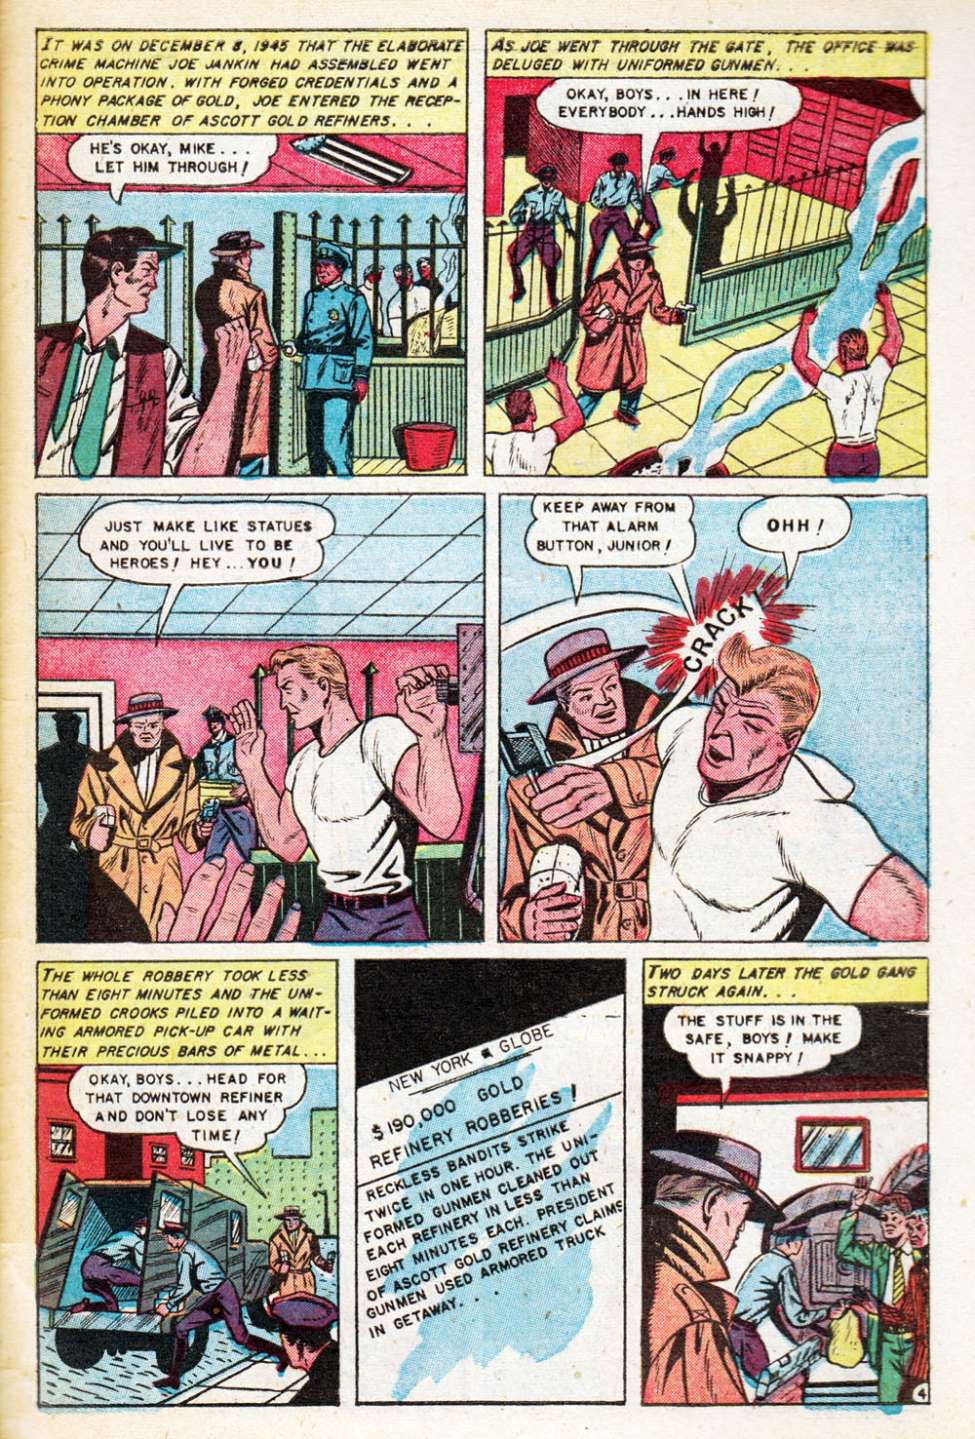 IT WAS ON DECEMBER 8, 1945 THAT THE ELABORATE
CRIME MACHINE JOE JANKIN HAD ASSEMBLED WENT
INTO OPERATION. WITH FORGED CREDENTIALS AND A
PHONY PACKAGE OF GOLD, JOE ENTERED THE RECEP-
TION CHAMBER OF ASCOTT GOLD REFINERS. . .
HE'S OKAY, MIKE. . .
LET HIM THROUGH!
AS JOE WENT THROUGH THE GATE, THE OFFICE WAS
DELUGED WITH UNIFORMED GUNMEN. . .
OKAY, BOYS. . . IN HERE!
EVERYBODY. . . HANDS HIGH!
JUST MAKE LIKE STATUES
AND YOU'LL LIVE TO BE
HEROES! HEY. . . YOU!
KEEP AWAY FROM
THAT ALARM
BUTTON, JUNIOR!
OHH!
CRACK
THE WHOLE ROBBERY TOOK LESS
THAN EIGHT MINUTES AND THE UNI-
FORMED CROOKS PILED INTO A WAIT-
ING ARMORED PICK-UP CAR WITH
THEIR PRECIOUS BARS OF METAL. . .
OKAY, BOYS. . . HEAD FOR
THAT DOWNTOWN REFINER
AND DON'T LOSE ANY
TIME!
NEW YORK GLOBE
$190,000 GOLD
REFINERY ROBBERIES!
RECKLESS BANDITS STRIKE
TWICE IN ONE HOUR. THE UNI-
FORMED GUNMEN CLEANED OUT
EACH REFINERY IN LESS THAN
EIGHT MINUTES EACH. PRESIDENT
OF ASCOTT GOLD REFINERY CLAIMS
GUNMEN USED ARMORED TRUCK
IN GETAWAY. . .
TWO DAYS LATER THE GOLD GANG
STRUCK AGAIN. . .
THE STUFF IS IN THE
SAFE, BOYS! MAKE
IT SNAPPY!
4